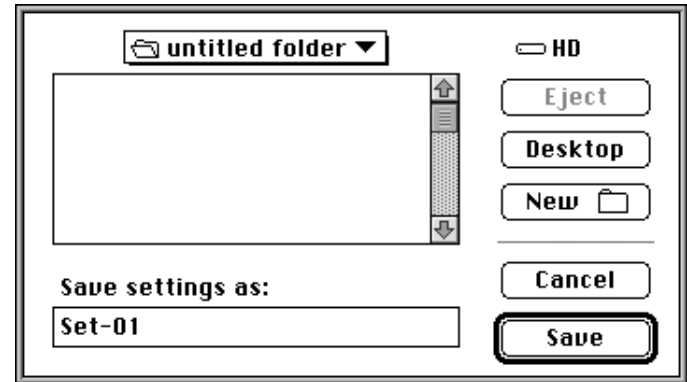 untitled folder
HD
Eject
Desktop
New
Save settings as:
Set-01
Cancel
Save